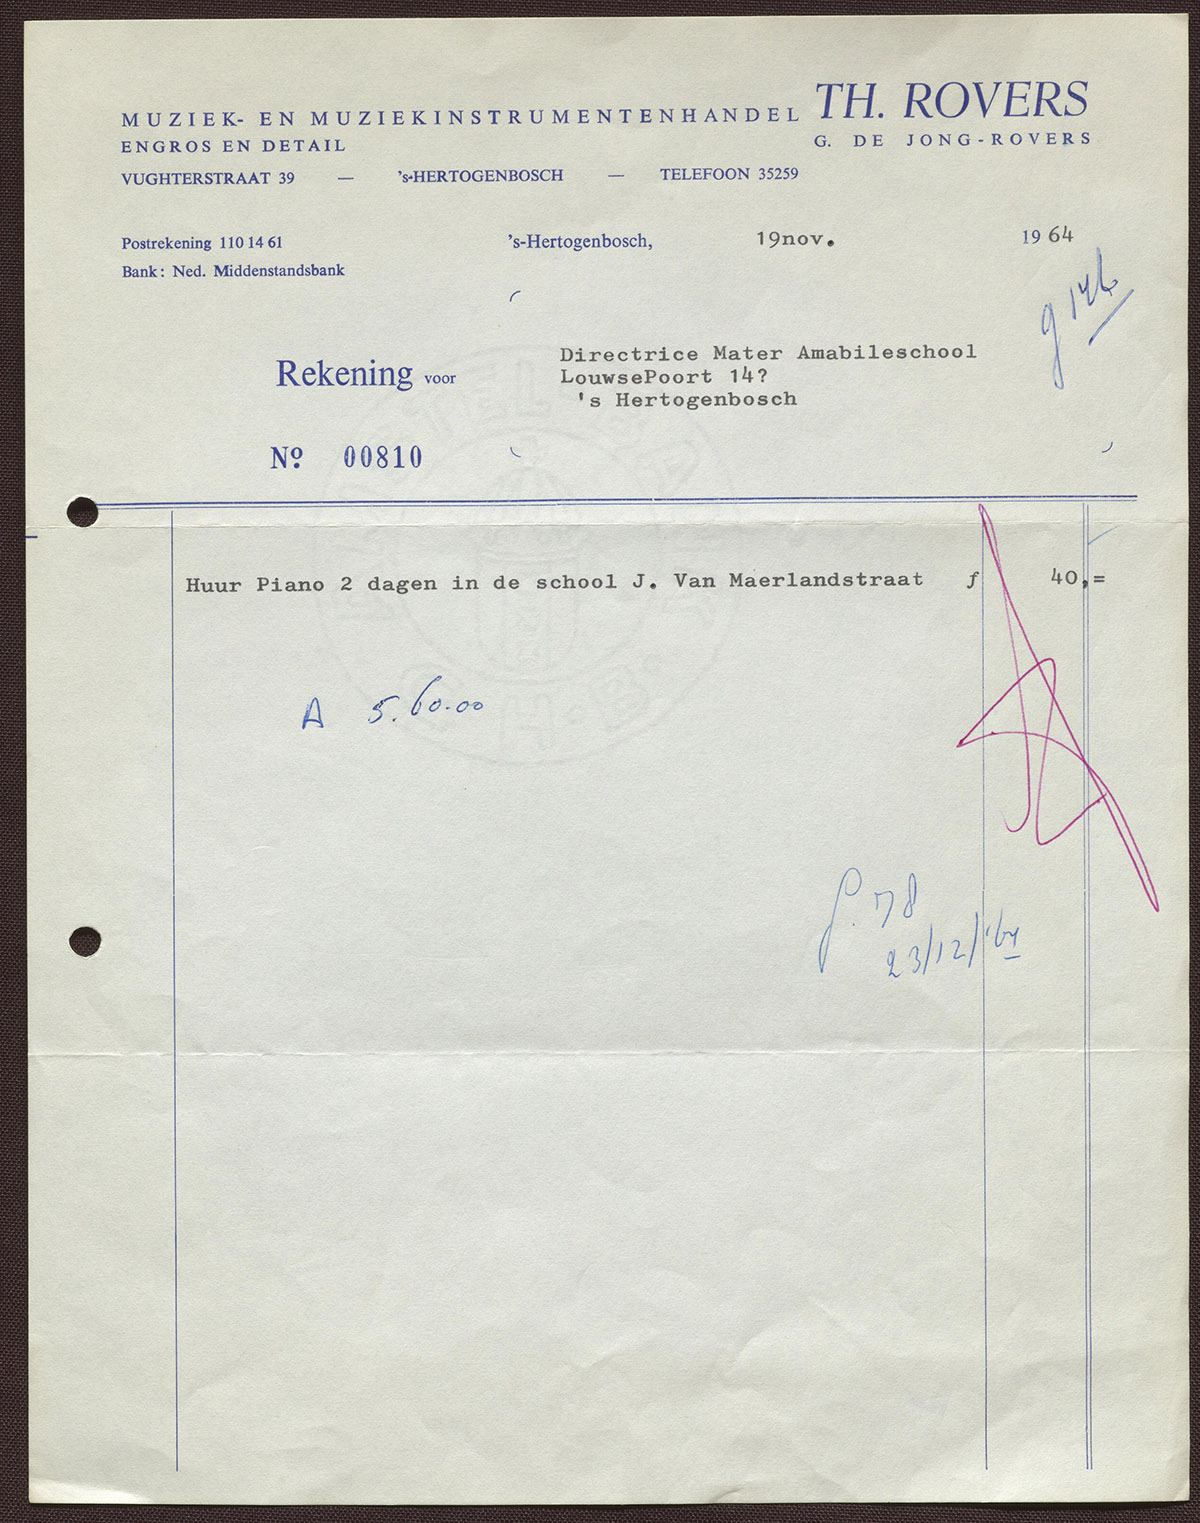 MUZIEK- EN MUZIEKINSTRUMENTENHANDEL TH. ROVERS
ENGROS EN DETAIL G. DE JONG-ROVERS
VUGHTERSTRAAT 39 — 's-HERTOGENBOSCH — TELEFOON 35259
Postrekening 110 14 61 's-Hertogenbosch, 19nov. 1964
Bank: Ned. Middenstandsbank
g 146
Directrice Mater Amabileschool
Rekening voor LouwsePoort 14?
's Hertogenbosch
Nº 00810
Huur Piano 2 dagen in de school J. Van Maerlandstraat f 40,=
A 5.60.00
p. 78
23/12/'64